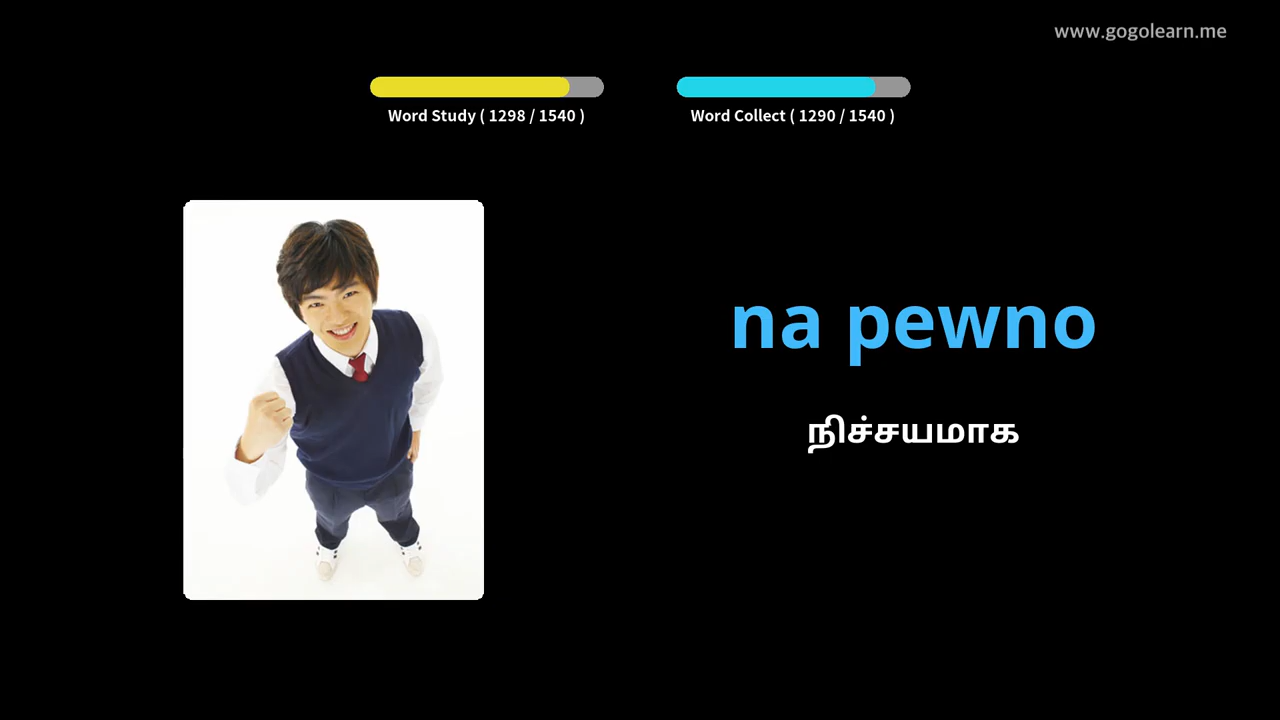 www.gogolearn.me
Word Study ( 1298 / 1540 )
Word Collect ( 1290 / 1540 )
na pewno
நிச்சயமாக